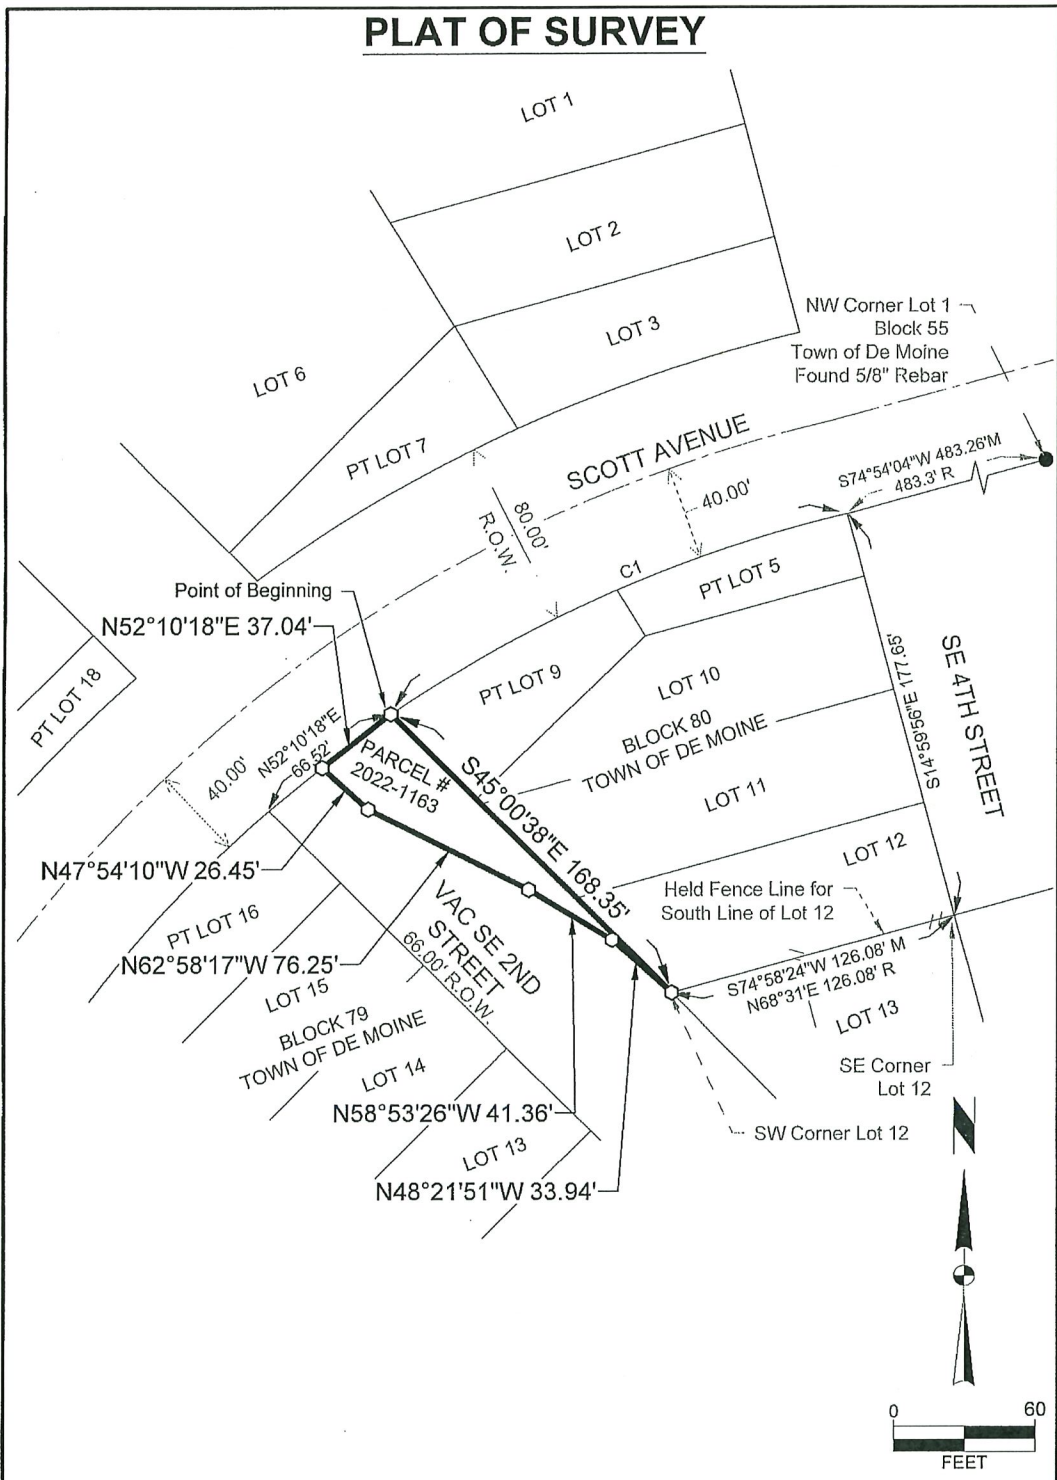 PLAT OF SURVEY
LOT 1
LOT 2
LOT 3
LOT 6
PT LOT 7
NW Corner Lot 1
Block 55
Town of De Moine
Found 5/8" Rebar
SCOTT AVENUE
S74°54'04"W 483.26'M
483.3' R
40.00'
80.00'
R.O.W.
C1
PT LOT 5
Point of Beginning
N52°10'18"E 37.04'
PT LOT 18
PT LOT 9
LOT 10
BLOCK 80
TOWN OF DE MOINE
LOT 11
LOT 12
S14°59'56"E 177.65'
SE 4TH STREET
40.00'
N52°10'18"E
66.52'
PARCEL #
2022-1163
S45°00'38"E 168.35'
N47°54'10"W 26.45'
Held Fence Line for
South Line of Lot 12
PT LOT 16
N62°58'17"W 76.25'
VAC SE 2ND
STREET
66.00' R.O.W.
LOT 15
BLOCK 79
TOWN OF DE MOINE
LOT 14
S74°58'24"W 126.08' M
N68°31'E 126.08' R
LOT 13
SE Corner
Lot 12
N58°53'26"W 41.36'
SW Corner Lot 12
LOT 13
N48°21'51"W 33.94'
N
0 60
FEET